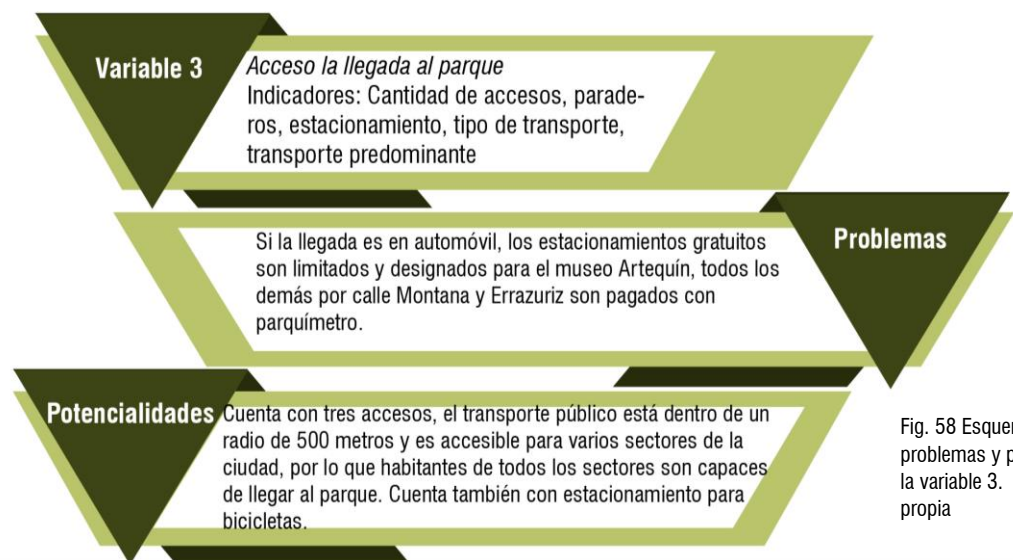 Variable 3
Acceso la llegada al parque
Indicadores: Cantidad de accesos, parade-
ros, estacionamiento, tipo de transporte,
transporte predominante
Si la llegada es en automóvil, los estacionamientos gratuitos
son limitados y designados para el museo Artequín, todos los
demás por calle Montana y Errazuriz son pagados con
parquímetro.
Problemas
Potencialidades
Cuenta con tres accesos, el transporte público está dentro de un
radio de 500 metros y es accesible para varios sectores de la
ciudad, por lo que habitantes de todos los sectores son capaces
de llegar al parque. Cuenta también con estacionamiento para
bicicletas.
Fig. 58
problemas y
la variable 3.
propia